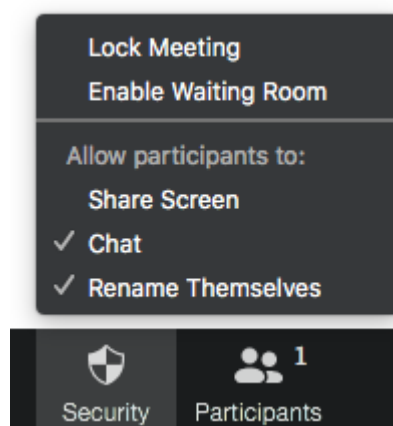 Lock Meeting
Enable Waiting Room
Allow participants to:
Share Screen
✓ Chat
✓ Rename Themselves
1
Security Participants